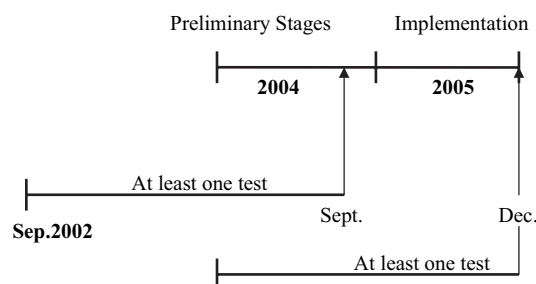 Preliminary Stages Implementation
2004 2005
At least one test
Sep.2002 Sept. Dec.
At least one test